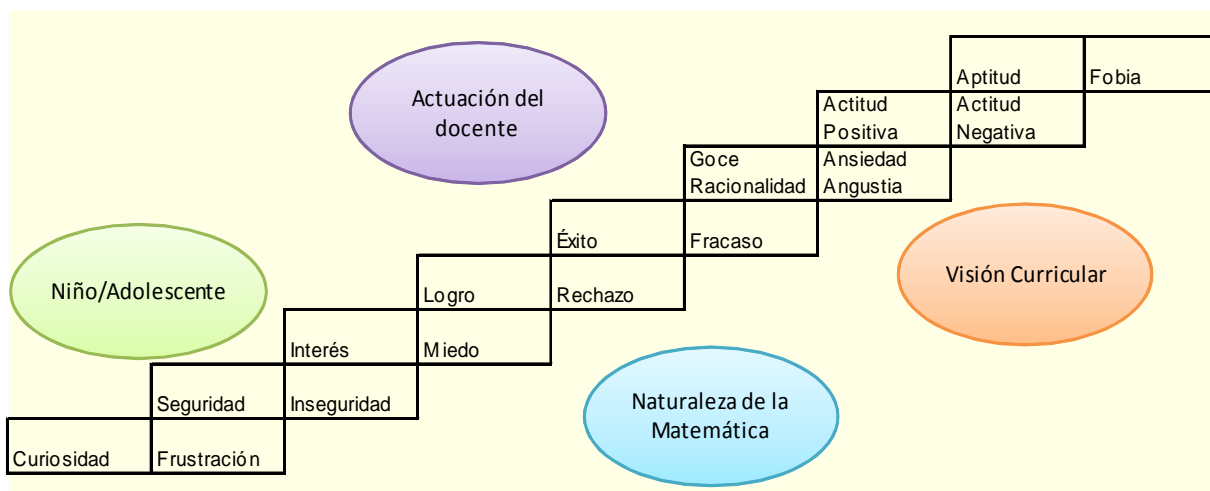 Aptitud
Fobia
Actuación del
docente
Actitud
Positiva
Actitud
Negativa
Goce
Racionalidad
Ansiedad
Angustia
Éxito
Fracaso
Visión Curricular
Niño/Adolescente
Logro
Rechazo
Interés
Miedo
Seguridad
Inseguridad
Naturaleza de la
Matemática
Curiosidad
Frustración